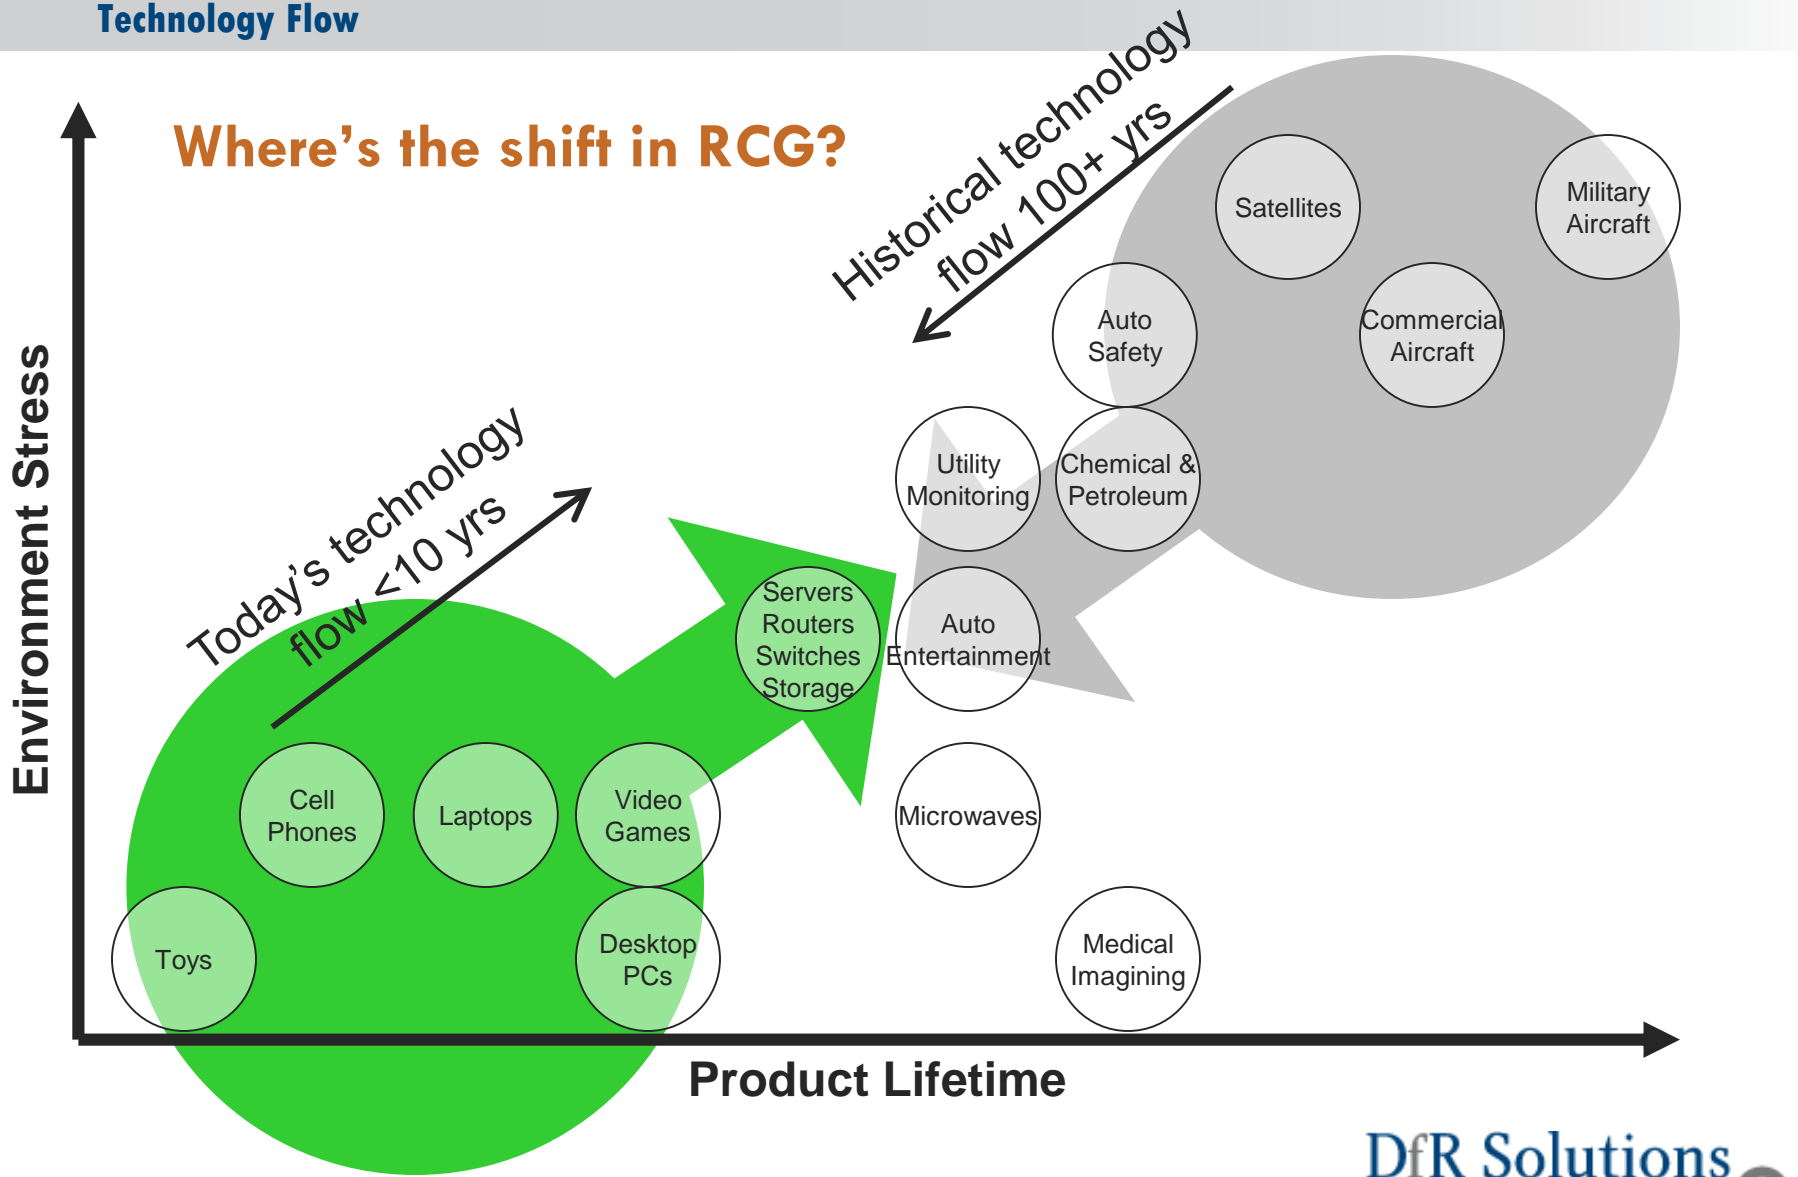 Technology Flow
Where's the shift in RCG?
Historical technology
flow 100+ yrs
Satellites
Military
Aircraft
Auto
Safety
Commercial
Aircraft
Environment Stress
Today's technology
flow <10 yrs
Utility
Monitoring
Chemical &
Petroleum
Servers
Routers
Switches
Storage
Auto
Entertainment
Cell
Phones
Laptops
Video
Games
Microwaves
Toys
Desktop
PCs
Medical
Imagining
Product Lifetime
DfR Solutions